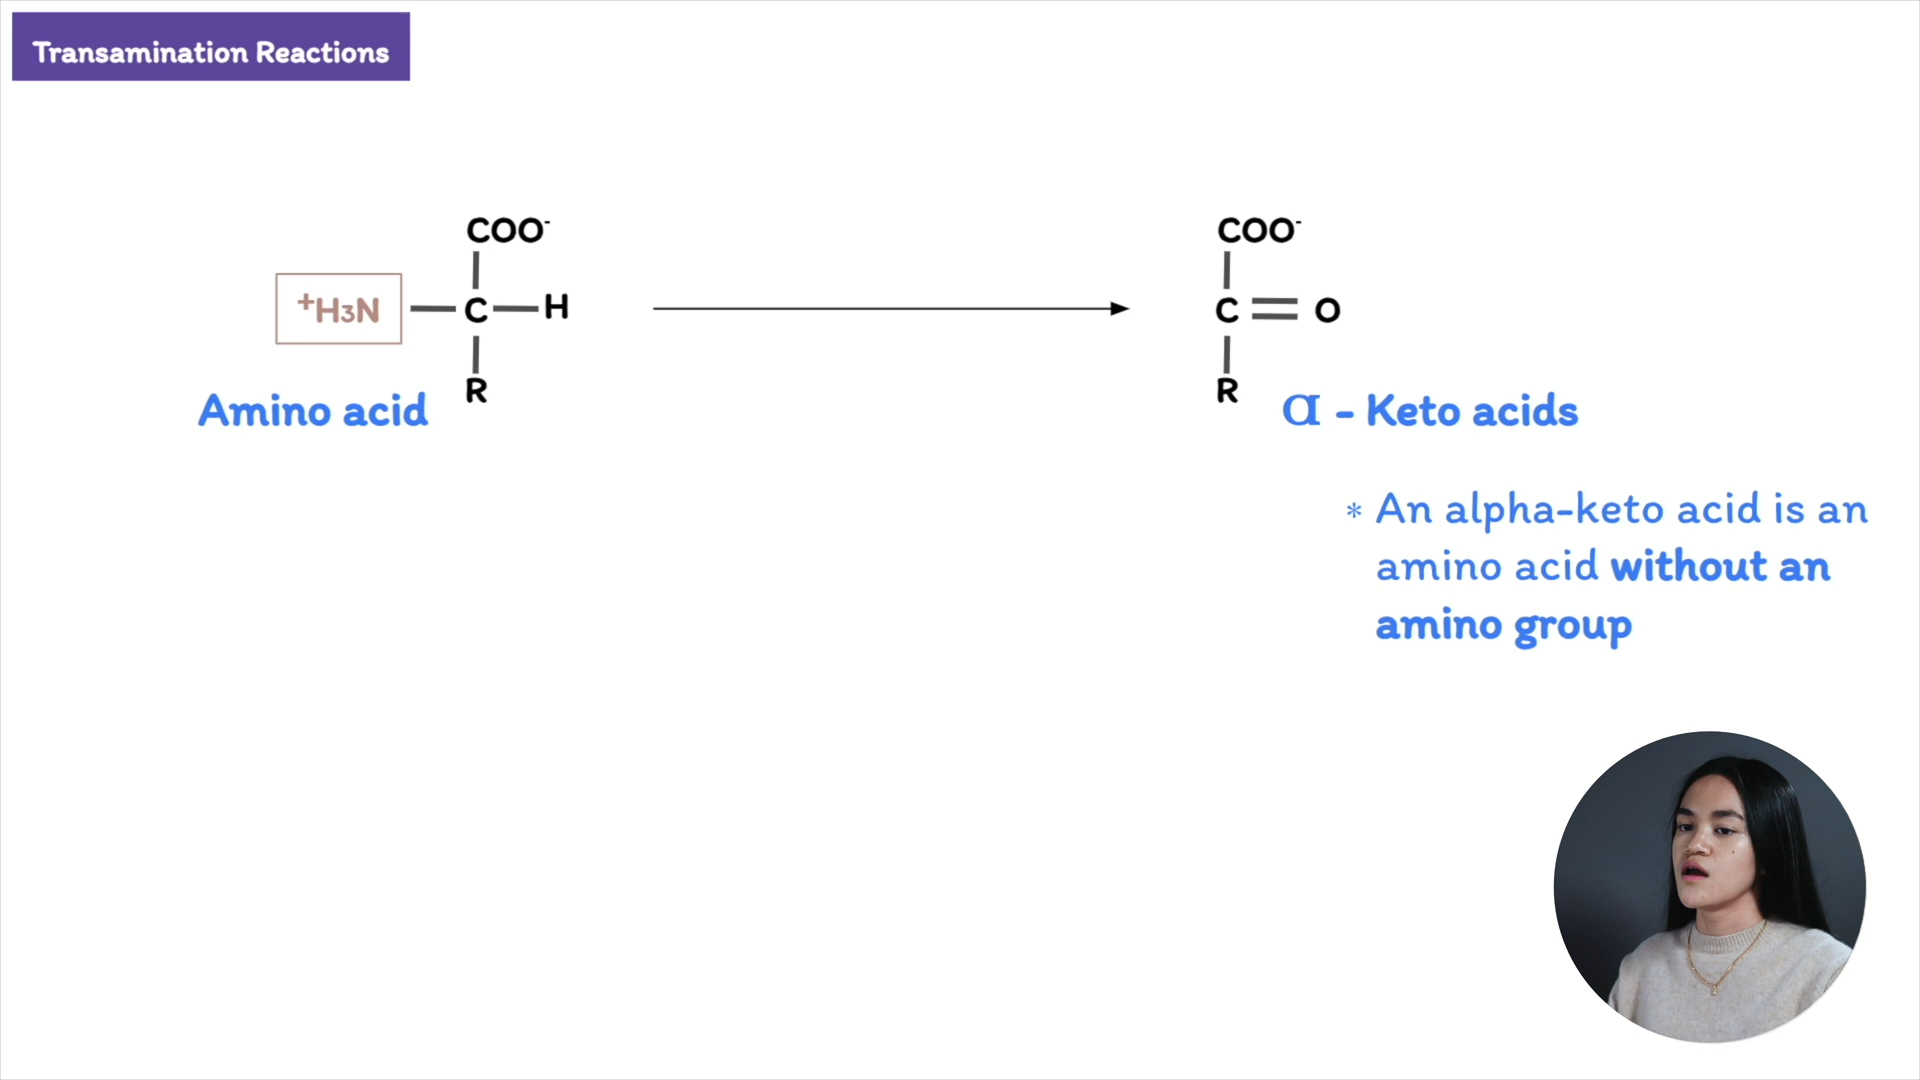 Transamination Reactions
COO-
+H3N C H
R
Amino acid
COO-
C O
R
α - Keto acids
* An alpha-keto acid is an
amino acid without an
amino group